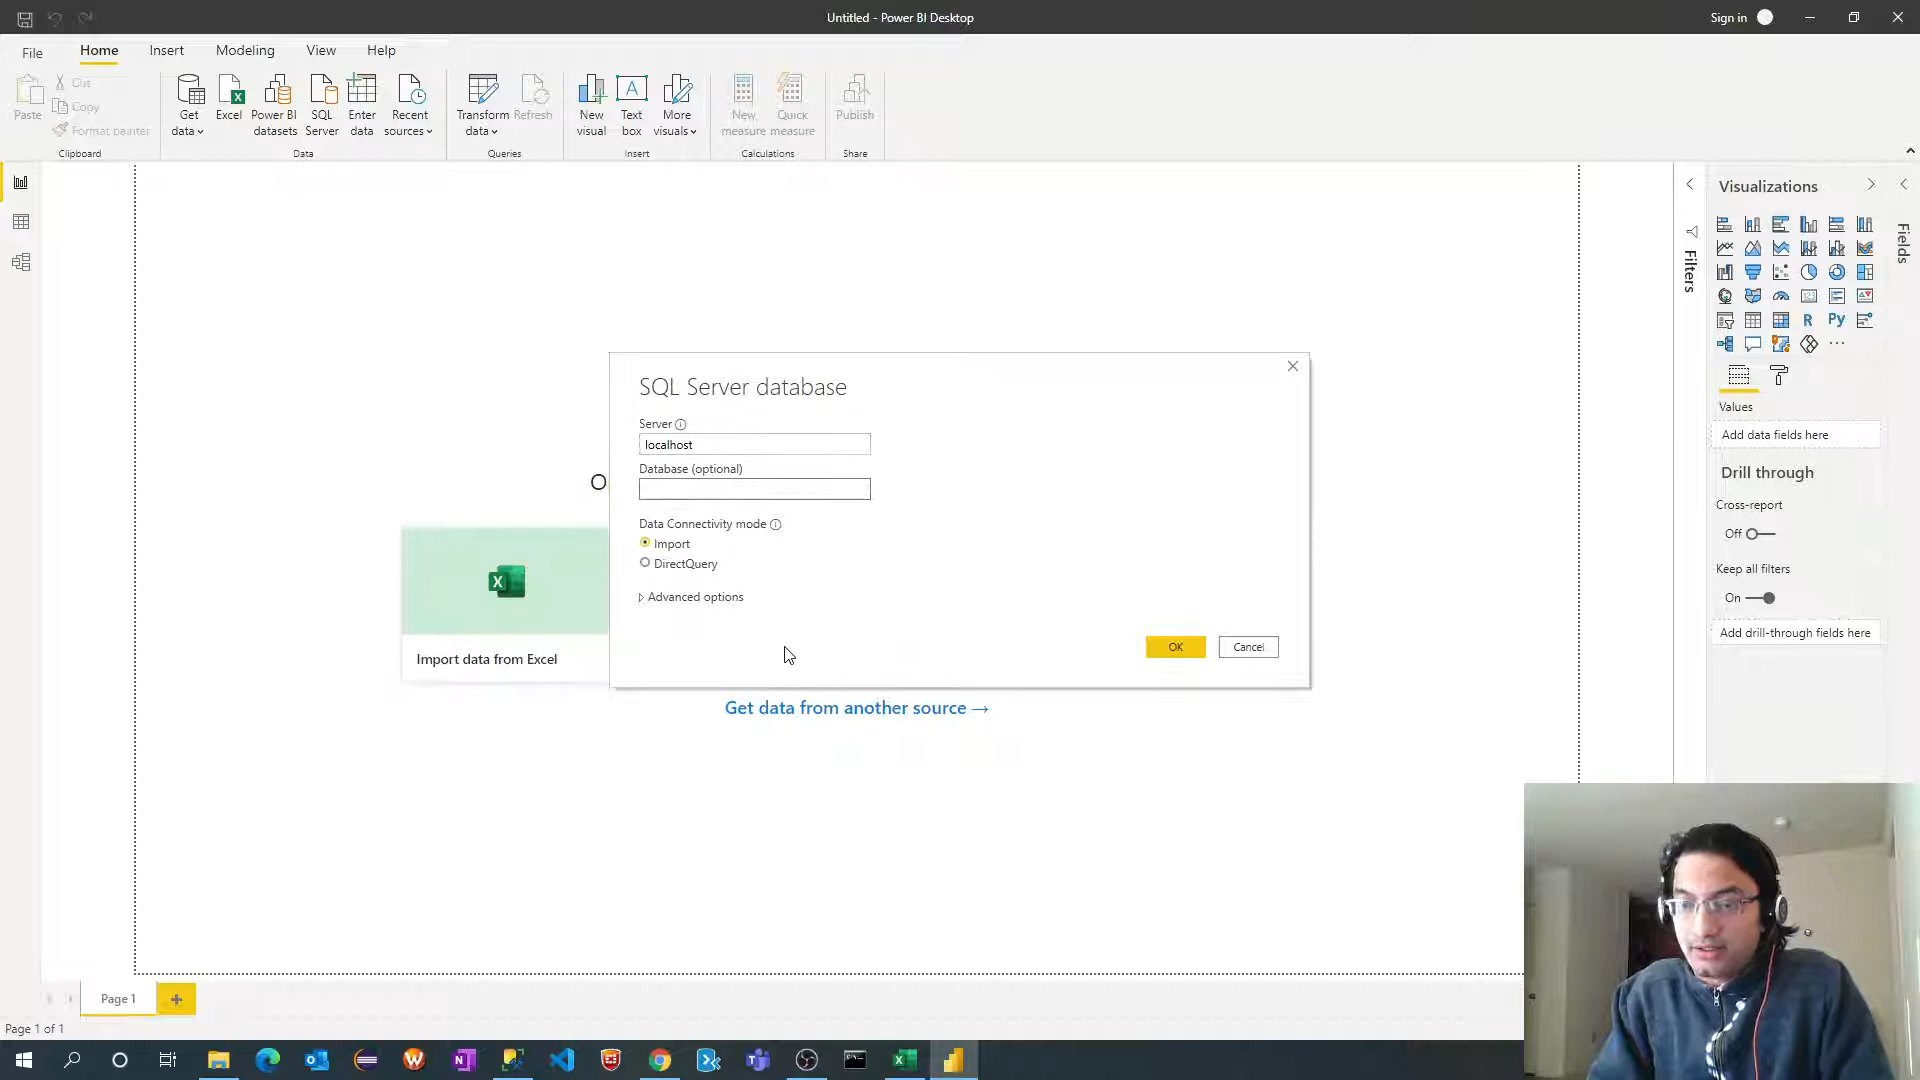 Untitled - Power BI Desktop
Sign in
File
Home
Insert
Modeling
View
Help
Paste
Cut
Copy
Format painter
Clipboard
Get data
Excel
Power BI datasets
SQL Server
Enter data
Recent sources
Data
Transform data
Refresh
Queries
New visual
A
Text box
More visuals
Insert
New measure
Quick measure
Calculations
Publish
Share
Visualizations
Fields
Filters
123
R
Py
...
Values
Add data fields here
Drill through
Cross-report
Off
Keep all filters
On
Add drill-through fields here
O
X
Import data from Excel
Get data from another source →
SQL Server database
Server
localhost
Database (optional)
Data Connectivity mode
Import
DirectQuery
Advanced options
OK
Cancel
Page 1
+
Page 1 of 1